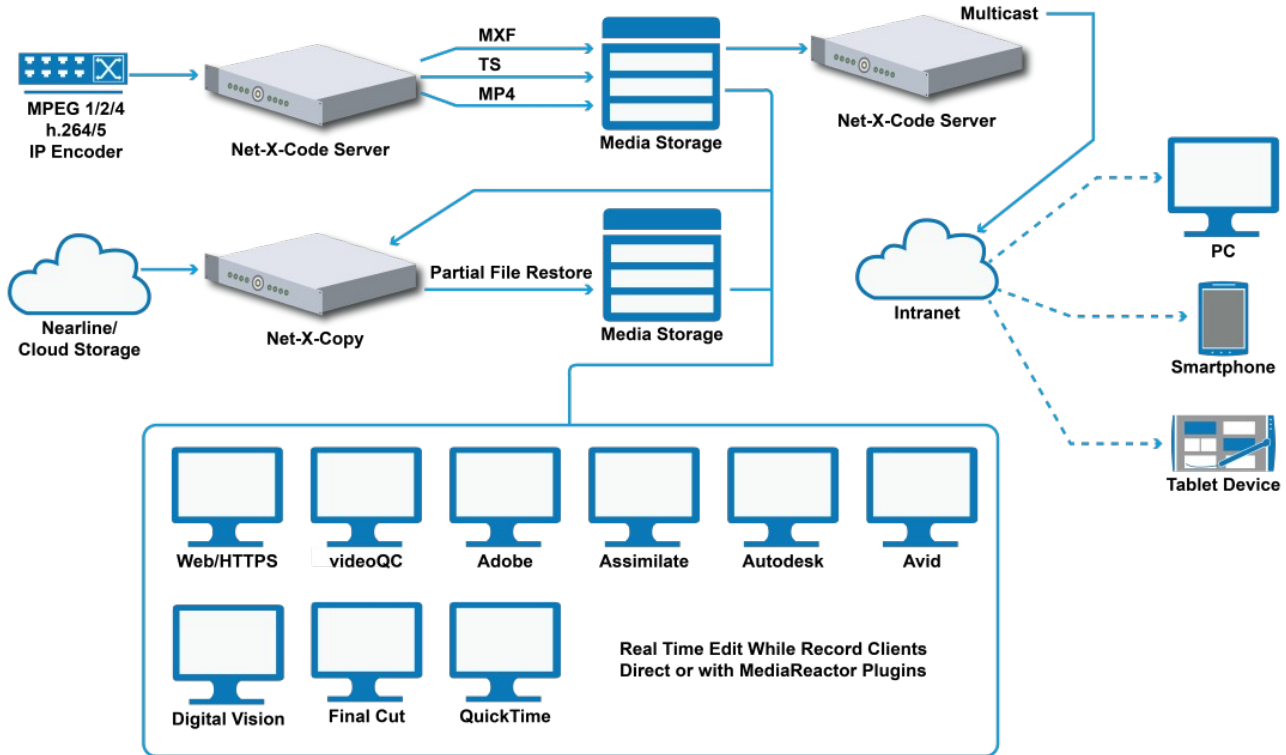 Multicast
MXF
TS
MP4
MPEG 1/2/4
h.264/5
IP Encoder
Net-X-Code Server
Media Storage
Net-X-Code Server
PC
Partial File Restore
Nearline/
Cloud Storage
Net-X-Copy
Media Storage
Intranet
Smartphone
Tablet Device
Web/HTTPS
videoQC
Adobe
Assimilate
Autodesk
Avid
Real Time Edit While Record Clients
Direct or with MediaReactor Plugins
Digital Vision
Final Cut
QuickTime